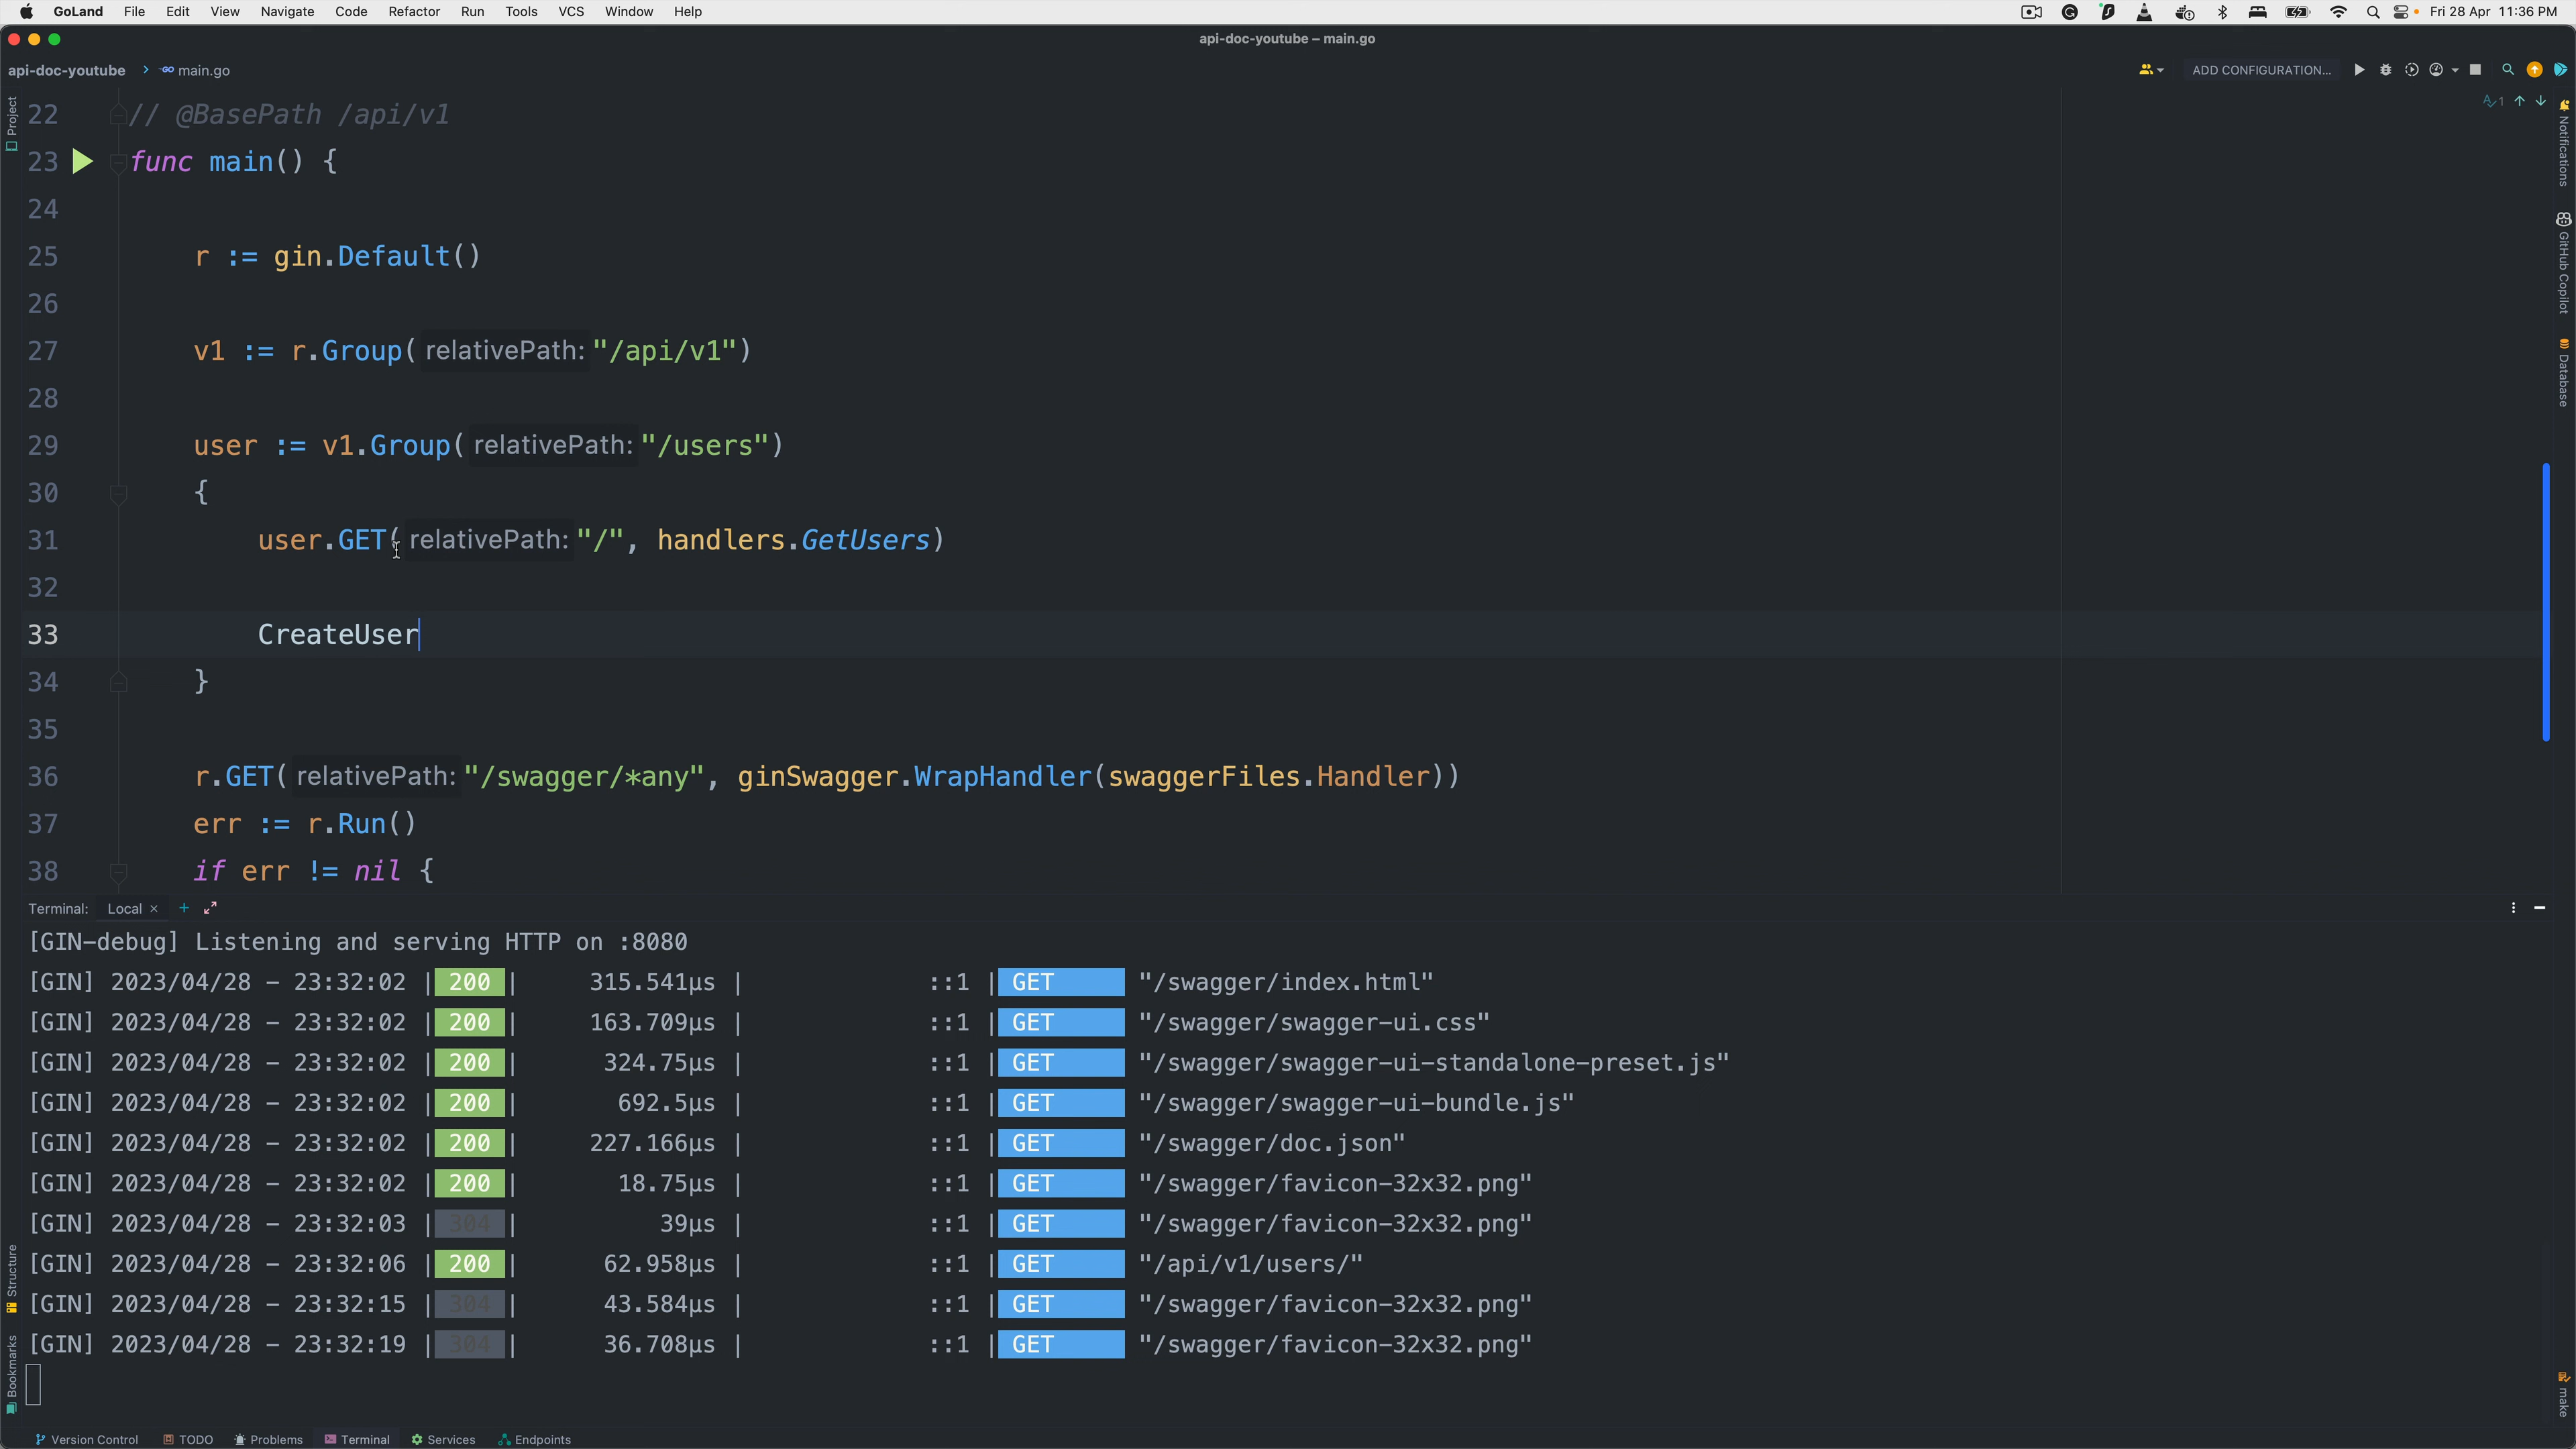 GoLand File Edit View Navigate Code Refactor Run Tools VCS Window Help Fri 28 Apr 11:36 PM
api-doc-youtube – main.go
api-doc-youtube main.go ADD CONFIGURATION...
Project
Notifications
GitHub Copilot
Database
1
22 // @BasePath /api/v1
23 func main() {
24
25 r := gin.Default()
26
27 v1 := r.Group( relativePath: "/api/v1")
28
29 user := v1.Group( relativePath: "/users")
30 {
31 user.GET( relativePath: "/", handlers.GetUsers)
32
33 CreateUser
34 }
35
36 r.GET( relativePath: "/swagger/*any", ginSwagger.WrapHandler(swaggerFiles.Handler))
37 err := r.Run()
38 if err != nil {
Terminal: Local × +
[GIN-debug] Listening and serving HTTP on :8080
[GIN] 2023/04/28 - 23:32:02 | 200 | 315.541µs | ::1 | GET "/swagger/index.html"
[GIN] 2023/04/28 - 23:32:02 | 200 | 163.709µs | ::1 | GET "/swagger/swagger-ui.css"
[GIN] 2023/04/28 - 23:32:02 | 200 | 324.75µs | ::1 | GET "/swagger/swagger-ui-standalone-preset.js"
[GIN] 2023/04/28 - 23:32:02 | 200 | 692.5µs | ::1 | GET "/swagger/swagger-ui-bundle.js"
[GIN] 2023/04/28 - 23:32:02 | 200 | 227.166µs | ::1 | GET "/swagger/doc.json"
[GIN] 2023/04/28 - 23:32:02 | 200 | 18.75µs | ::1 | GET "/swagger/favicon-32x32.png"
[GIN] 2023/04/28 - 23:32:03 | 304 | 39µs | ::1 | GET "/swagger/favicon-32x32.png"
[GIN] 2023/04/28 - 23:32:06 | 200 | 62.958µs | ::1 | GET "/api/v1/users/"
[GIN] 2023/04/28 - 23:32:15 | 304 | 43.584µs | ::1 | GET "/swagger/favicon-32x32.png"
[GIN] 2023/04/28 - 23:32:19 | 304 | 36.708µs | ::1 | GET "/swagger/favicon-32x32.png"
Structure
Bookmarks
make
Version Control TODO Problems Terminal Services Endpoints